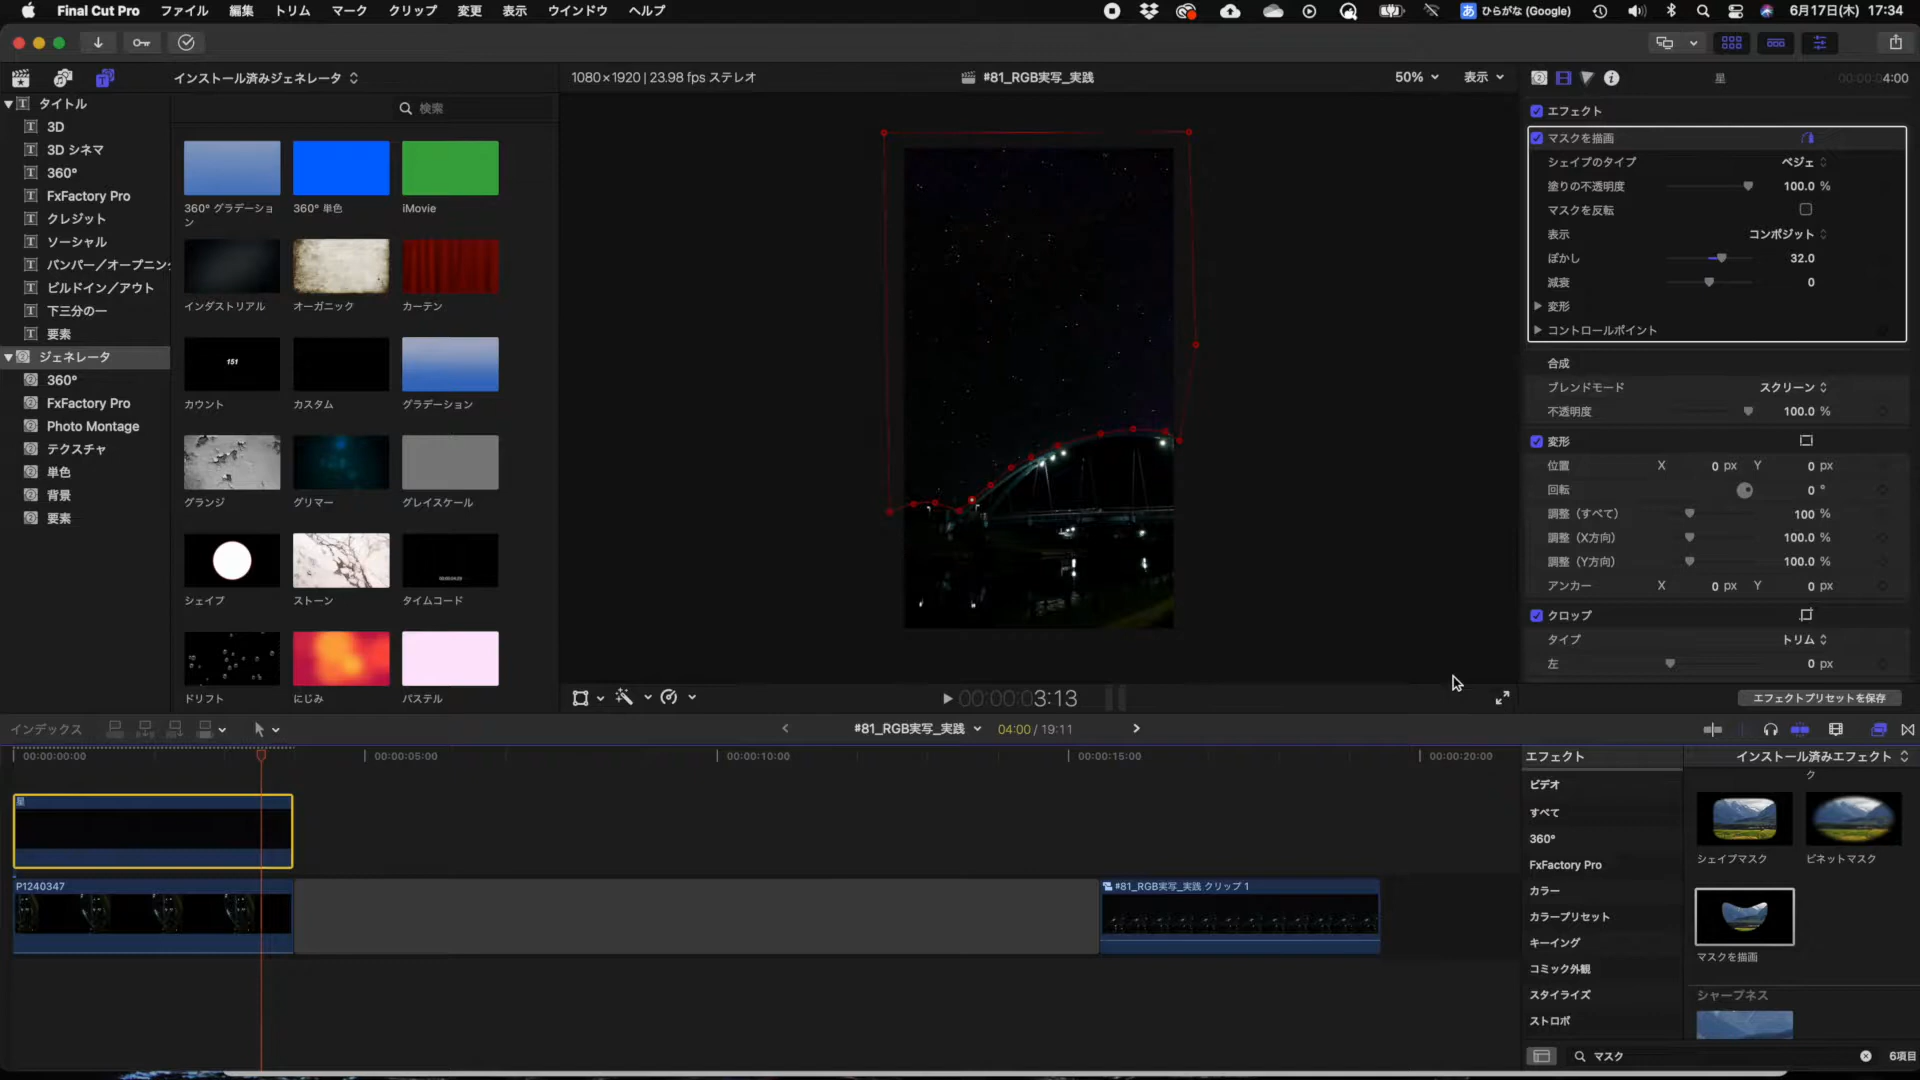 Final Cut Pro ファイル 編集 トリム マーク クリップ 変更 表示 ウインドウ ヘルプ
あ ひらがな (Google) 6月17日(木) 17:34
インストール済みジェネレータ
1080×1920 | 23.98 fps ステレオ
#81_RGB実写_実践
50% 表示
星
4:00
検索
タイトル
3D
3D シネマ
360°
FxFactory Pro
クレジット
ソーシャル
バンパー／オープニン
ビルドイン／アウト
下三分の一
要素
ジェネレータ
360°
FxFactory Pro
Photo Montage
テクスチャ
単色
背景
要素
360° グラデーション
360° 単色
iMovie
インダストリアル
オーガニック
カーテン
151
カウント
カスタム
グラデーション
グランジ
グリマー
グレイスケール
シェイプ
ストーン
タイムコード
ドリフト
にじみ
パステル
エフェクト
マスクを描画
シェイプのタイプ ベジェ
塗りの不透明度 100.0 %
マスクを反転
表示 コンポジット
ぼかし 32.0
減衰 0
変形
コントロールポイント
合成
ブレンドモード スクリーン
不透明度 100.0 %
変形
位置 X 0 px Y 0 px
回転 0 °
調整（すべて） 100 %
調整（X方向） 100.0 %
調整（Y方向） 100.0 %
アンカー X 0 px Y 0 px
クロップ
タイプ トリム
左 0 px
エフェクトプリセットを保存
00:00:03:13
インデックス
#81_RGB実写_実践
04:00 / 19:11
00:00:00:00 00:00:05:00 00:00:10:00 00:00:15:00 00:00:20:00
星
P1240347
#81_RGB実写_実践 クリップ 1
エフェクト
インストール済みエフェクト
ビデオ
すべて
360°
FxFactory Pro
カラー
カラープリセット
キーイング
コミック外観
スタイライズ
ストロボ
ク
シェイプマスク
ビネットマスク
マスクを描画
シャープネス
マスク
6項目